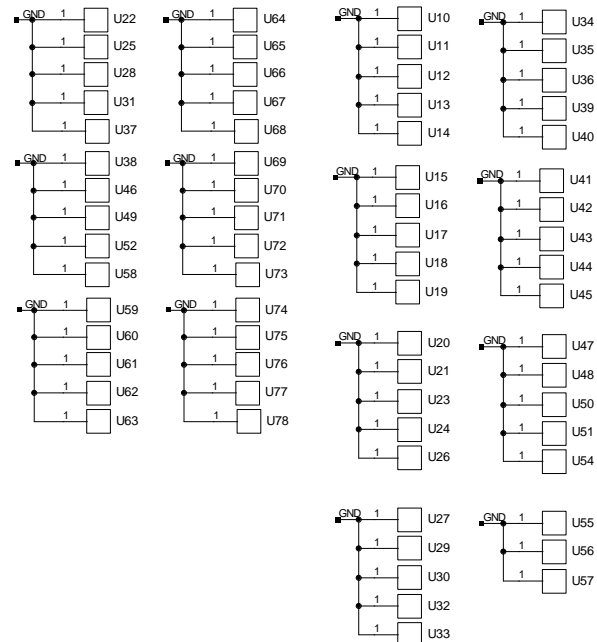 GND 1 U22
1 U25
1 U28
1 U31
1 U37
GND 1 U38
1 U46
1 U49
1 U52
1 U58
GND 1 U59
1 U60
1 U61
1 U62
1 U63
GND 1 U64
1 U65
1 U66
1 U67
1 U68
GND 1 U69
1 U70
1 U71
1 U72
1 U73
GND 1 U74
1 U75
1 U76
1 U77
1 U78
GND 1 U10
1 U11
1 U12
1 U13
1 U14
GND 1 U15
1 U16
1 U17
1 U18
1 U19
GND 1 U20
1 U21
1 U23
1 U24
1 U26
GND 1 U27
1 U29
1 U30
1 U32
1 U33
GND 1 U34
1 U35
1 U36
1 U39
1 U40
GND 1 U41
1 U42
1 U43
1 U44
1 U45
GND 1 U47
1 U48
1 U50
1 U51
1 U54
GND 1 U55
1 U56
1 U57